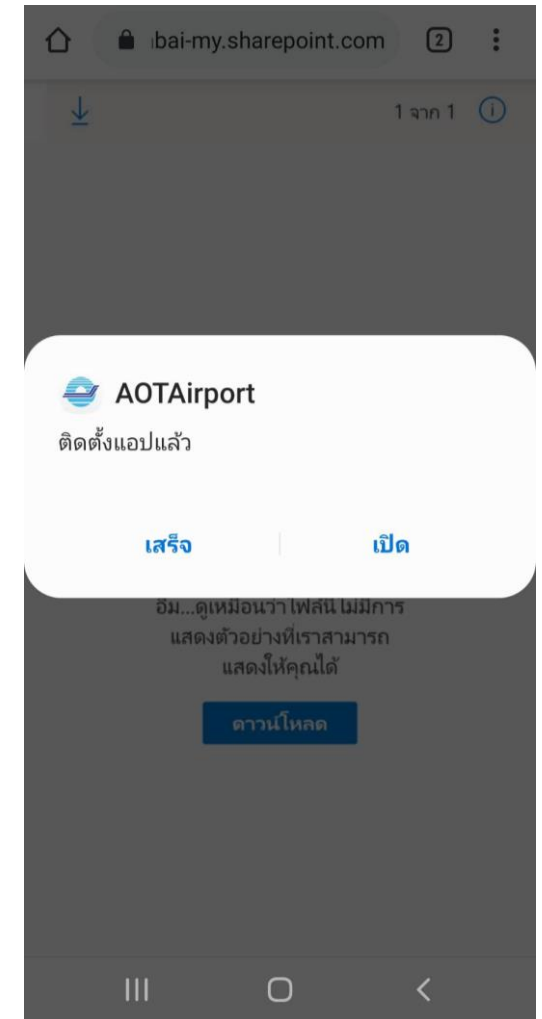 ibai-my.sharepoint.com
2
1 จาก 1
AOTAirport
ติดตั้งแอปแล้ว
เสร็จ
เปิด
อืม...ดูเหมือนว่าไฟล์นี้ไม่มีการ
แสดงตัวอย่างที่เราสามารถ
แสดงให้คุณได้
ดาวน์โหลด